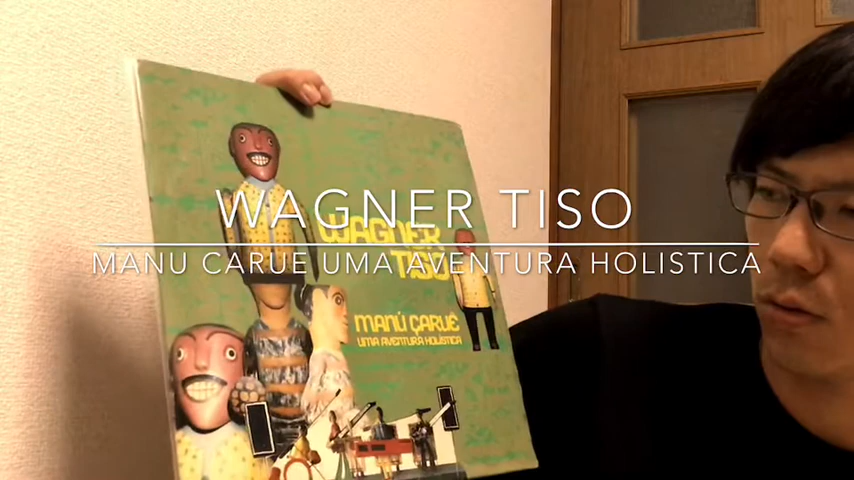 WAGNER TISO
MANU CARUE UMA AVENTURA HOLISTICA
WAGNER
TISO
MANÚ ÇARUÊ
UMA AVENTURA HOLÍSTICA